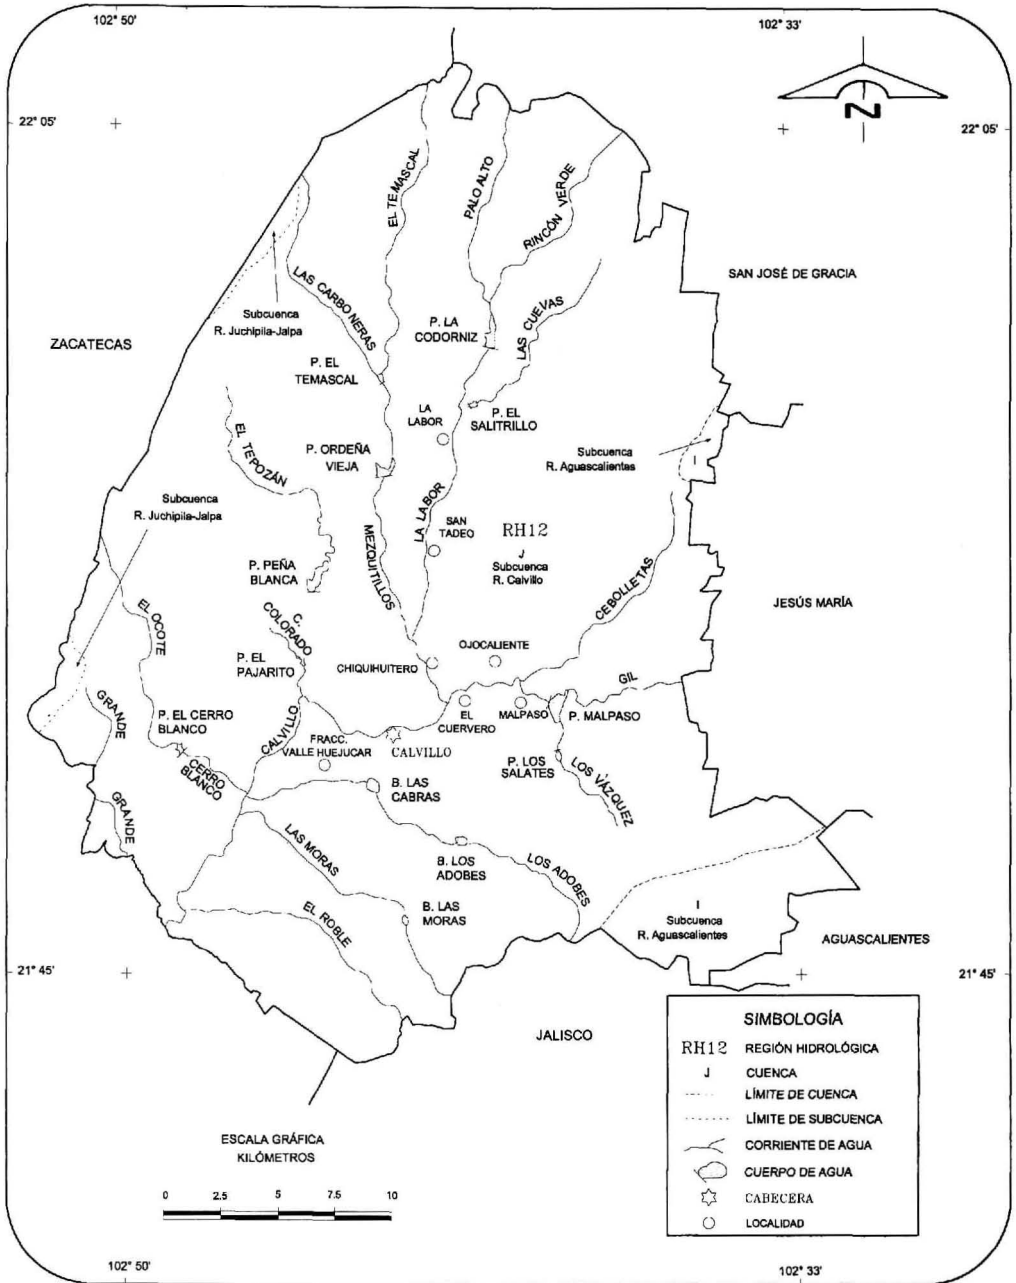 102° 50'
102° 33'
22° 05'
22° 05'
N
EL TEMASCAL
PALO ALTO
RINCÓN VERDE
SAN JOSÉ DE GRACIA
LAS CARBONERAS
LAS CUEVAS
Subcuenca
R. Juchipila-Jalpa
ZACATECAS
P. LA
CODORNIZ
P. EL
TEMASCAL
LA
LABOR
P. EL
SALITRILLO
EL TEPOZÁN
P. ORDEÑA
VIEJA
Subcuenca
R. Aguascalientes
I
Subcuenca
R. Juchipila-Jalpa
LA LABOR
SAN
TADEO
RH12
J
Subcuenca
R. Calvillo
P. PEÑA
BLANCA
MEZQUITILLOS
CEBOLLETAS
JESÚS MARÍA
EL OCOTE
C.
COLORADO
P. EL
PAJARITO
CHIQUIHUITERO
OJOCALIENTE
GIL
GRANDE
P. EL CERRO
BLANCO
CALVILLO
FRACC.
VALLE HUEJUCAR
CALVILLO
EL
CUERVERO
MALPASO
P. MALPASO
CERRO
BLANCO
B. LAS
CABRAS
P. LOS
SALATES
LOS VÁZQUEZ
GRANDE
LAS MORAS
B. LOS
ADOBES
LOS ADOBES
EL ROBLE
B. LAS
MORAS
I
Subcuenca
R. Aguascalientes
AGUASCALIENTES
21° 45'
21° 45'
JALISCO
SIMBOLOGÍA
RH12 REGIÓN HIDROLÓGICA
J CUENCA
LÍMITE DE CUENCA
LÍMITE DE SUBCUENCA
CORRIENTE DE AGUA
CUERPO DE AGUA
CABECERA
LOCALIDAD
ESCALA GRÁFICA
KILÓMETROS
0 2.5 5 7.5 10
102° 50'
102° 33'